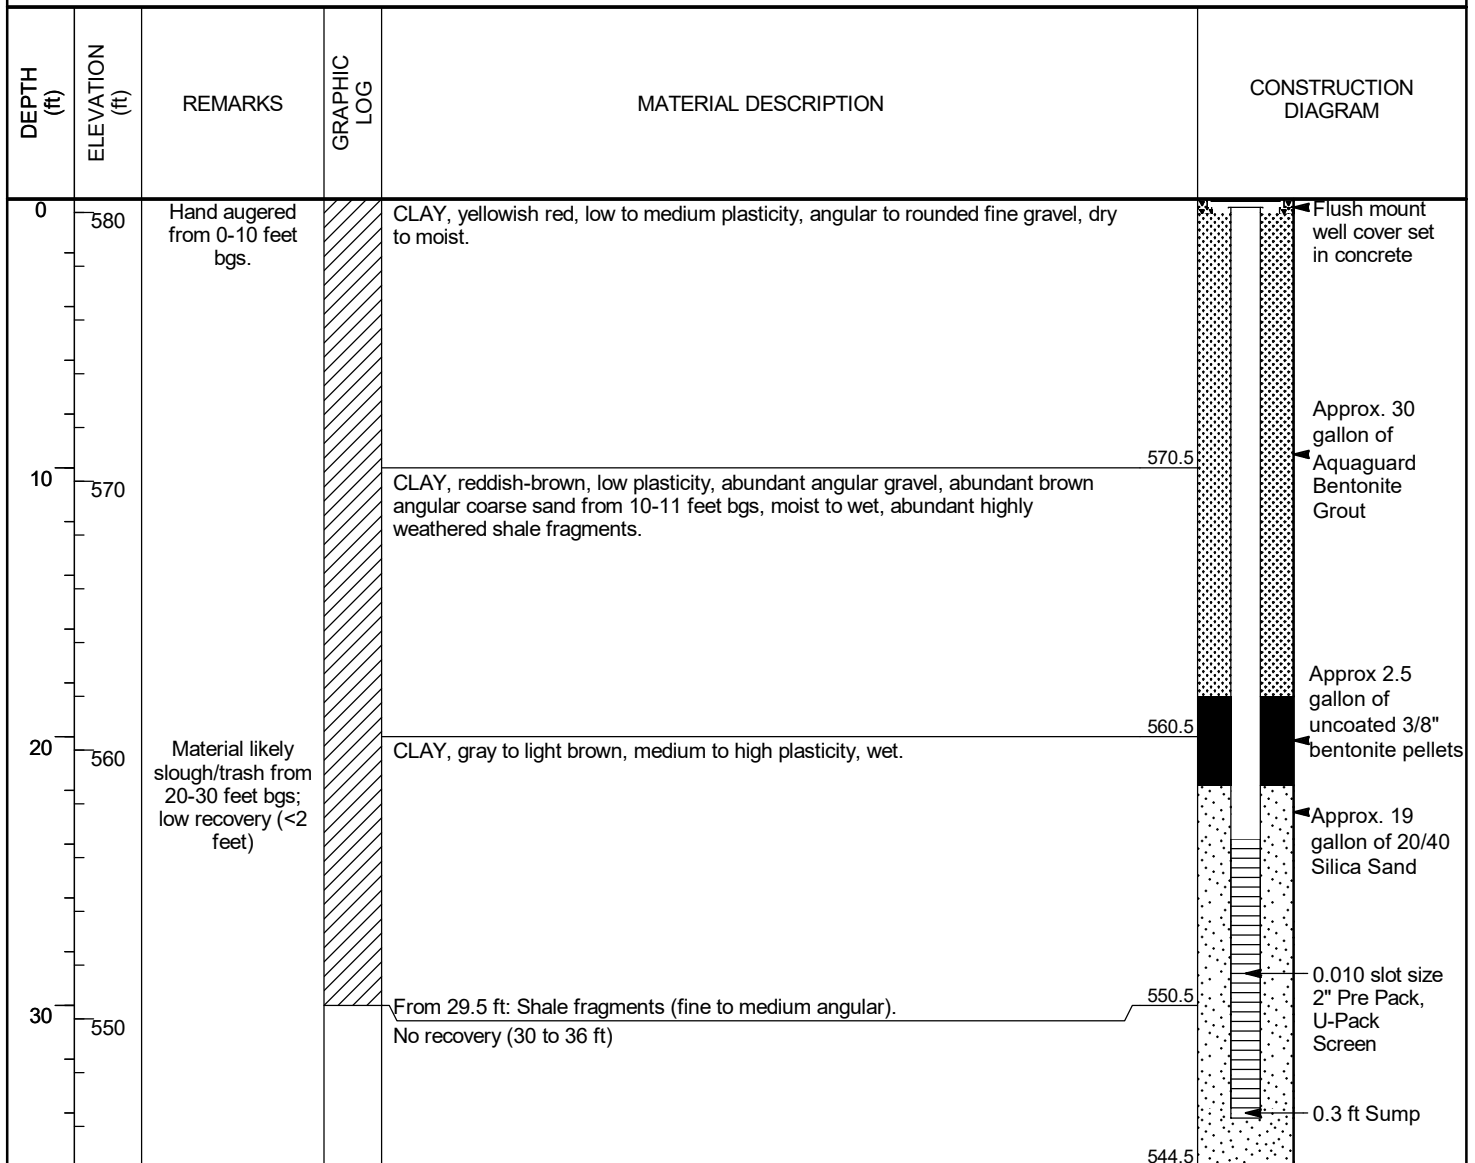 DEPTH
(ft)
ELEVATION
(ft)
REMARKS
GRAPHIC
LOG
MATERIAL DESCRIPTION
CONSTRUCTION
DIAGRAM
0
580
Hand augered
from 0-10 feet
bgs.
CLAY, yellowish red, low to medium plasticity, angular to rounded fine gravel, dry
to moist.
Flush mount
well cover set
in concrete
Approx. 30
gallon of
Aquaguard
Bentonite
Grout
570.5
10
570
CLAY, reddish-brown, low plasticity, abundant angular gravel, abundant brown
angular coarse sand from 10-11 feet bgs, moist to wet, abundant highly
weathered shale fragments.
Approx 2.5
gallon of
uncoated 3/8"
bentonite pellets
560.5
20
560
Material likely
slough/trash from
20-30 feet bgs;
low recovery (<2
feet)
CLAY, gray to light brown, medium to high plasticity, wet.
Approx. 19
gallon of 20/40
Silica Sand
0.010 slot size
2" Pre Pack,
U-Pack
Screen
550.5
30
550
From 29.5 ft: Shale fragments (fine to medium angular).
No recovery (30 to 36 ft)
0.3 ft Sump
544.5